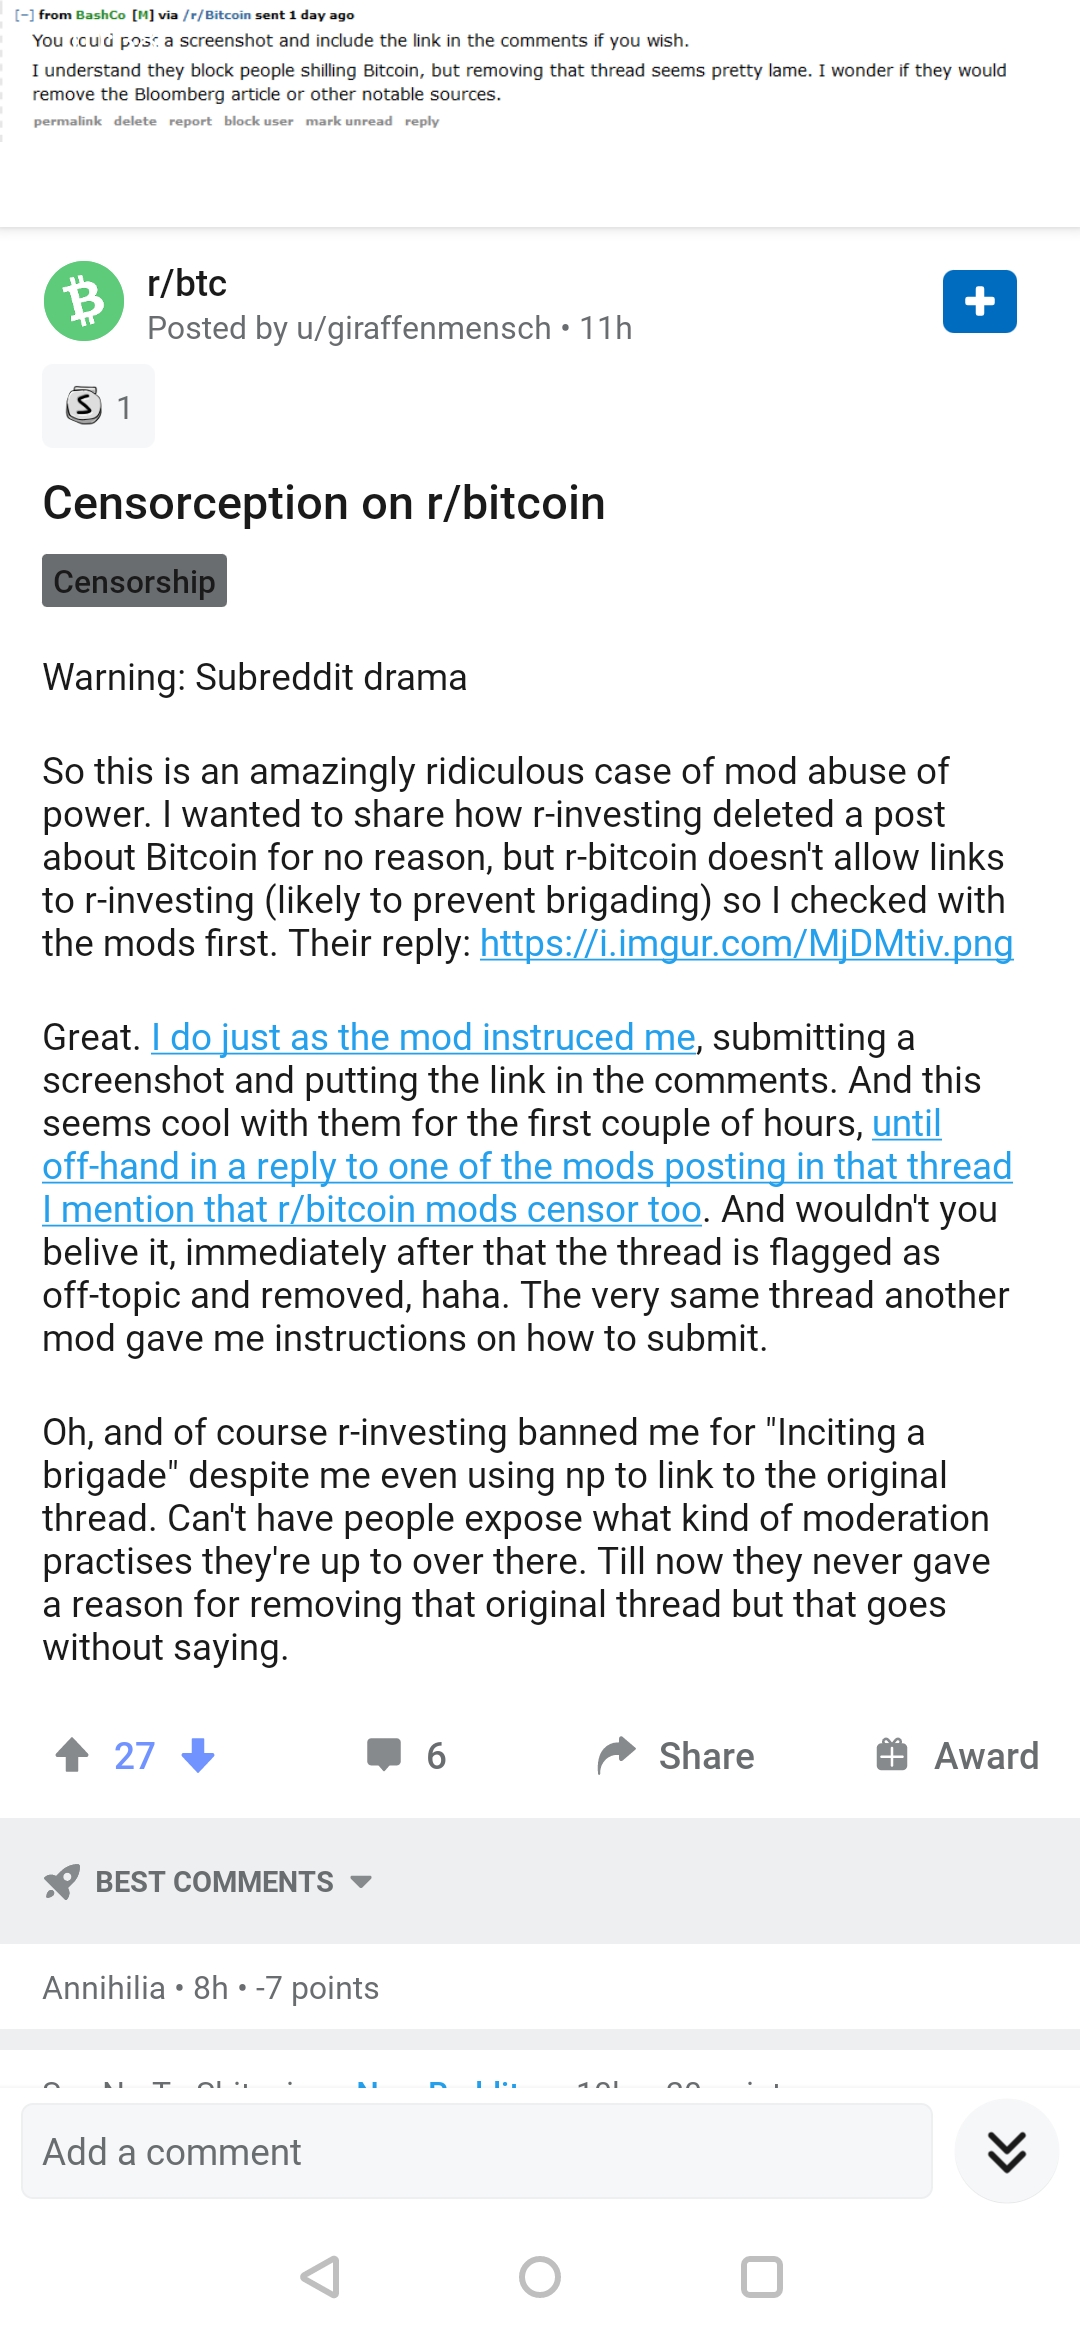 [-] from BashCo [M] via /r/Bitcoin sent 1 day ago
You could post a screenshot and include the link in the comments if you wish.
I understand they block people shilling Bitcoin, but removing that thread seems pretty lame. I wonder if they would
remove the Bloomberg article or other notable sources.
permalink delete report block user mark unread reply
r/btc
Posted by u/giraffenmensch • 11h
S 1
Censorception on r/bitcoin
Censorship
Warning: Subreddit drama
So this is an amazingly ridiculous case of mod abuse of
power. I wanted to share how r-investing deleted a post
about Bitcoin for no reason, but r-bitcoin doesn't allow links
to r-investing (likely to prevent brigading) so I checked with
the mods first. Their reply: https://i.imgur.com/MjDMtiv.png
Great. I do just as the mod instruced me, submitting a
screenshot and putting the link in the comments. And this
seems cool with them for the first couple of hours, until
off-hand in a reply to one of the mods posting in that thread
I mention that r/bitcoin mods censor too. And wouldn't you
belive it, immediately after that the thread is flagged as
off-topic and removed, haha. The very same thread another
mod gave me instructions on how to submit.
Oh, and of course r-investing banned me for "Inciting a
brigade" despite me even using np to link to the original
thread. Can't have people expose what kind of moderation
practises they're up to over there. Till now they never gave
a reason for removing that original thread but that goes
without saying.
27 6 Share Award
BEST COMMENTS
Annihilia • 8h • -7 points
Add a comment